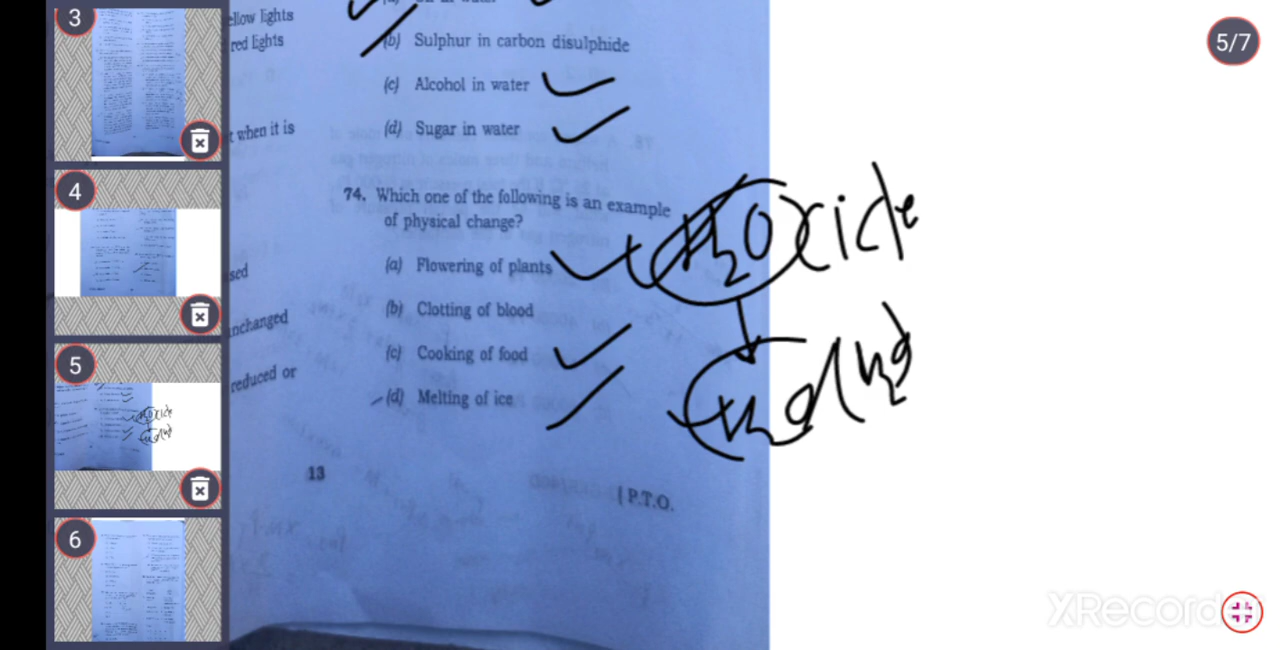 3
4
5
6
ellow lights
red lights
when it is
sed
unchanged
reduced or
(b) Sulphur in carbon disulphide
(c) Alcohol in water
(d) Sugar in water
74. Which one of the following is an example
of physical change?
(a) Flowering of plants
(b) Clotting of blood
(c) Cooking of food
(d) Melting of ice
13
[ P.T.O.
H2Oxide
5/7
XRecorder